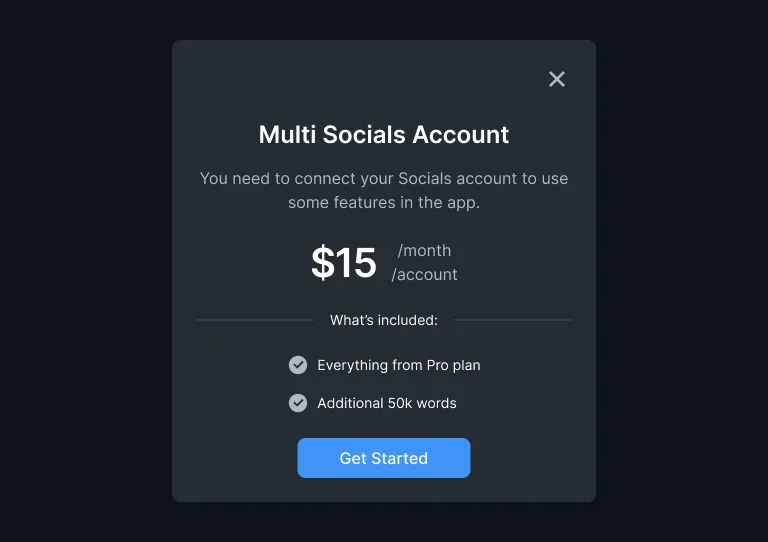 Multi Socials Account
You need to connect your Socials account to use
some features in the app.
$15 /month
/account
What’s included:
Everything from Pro plan
Additional 50k words
Get Started